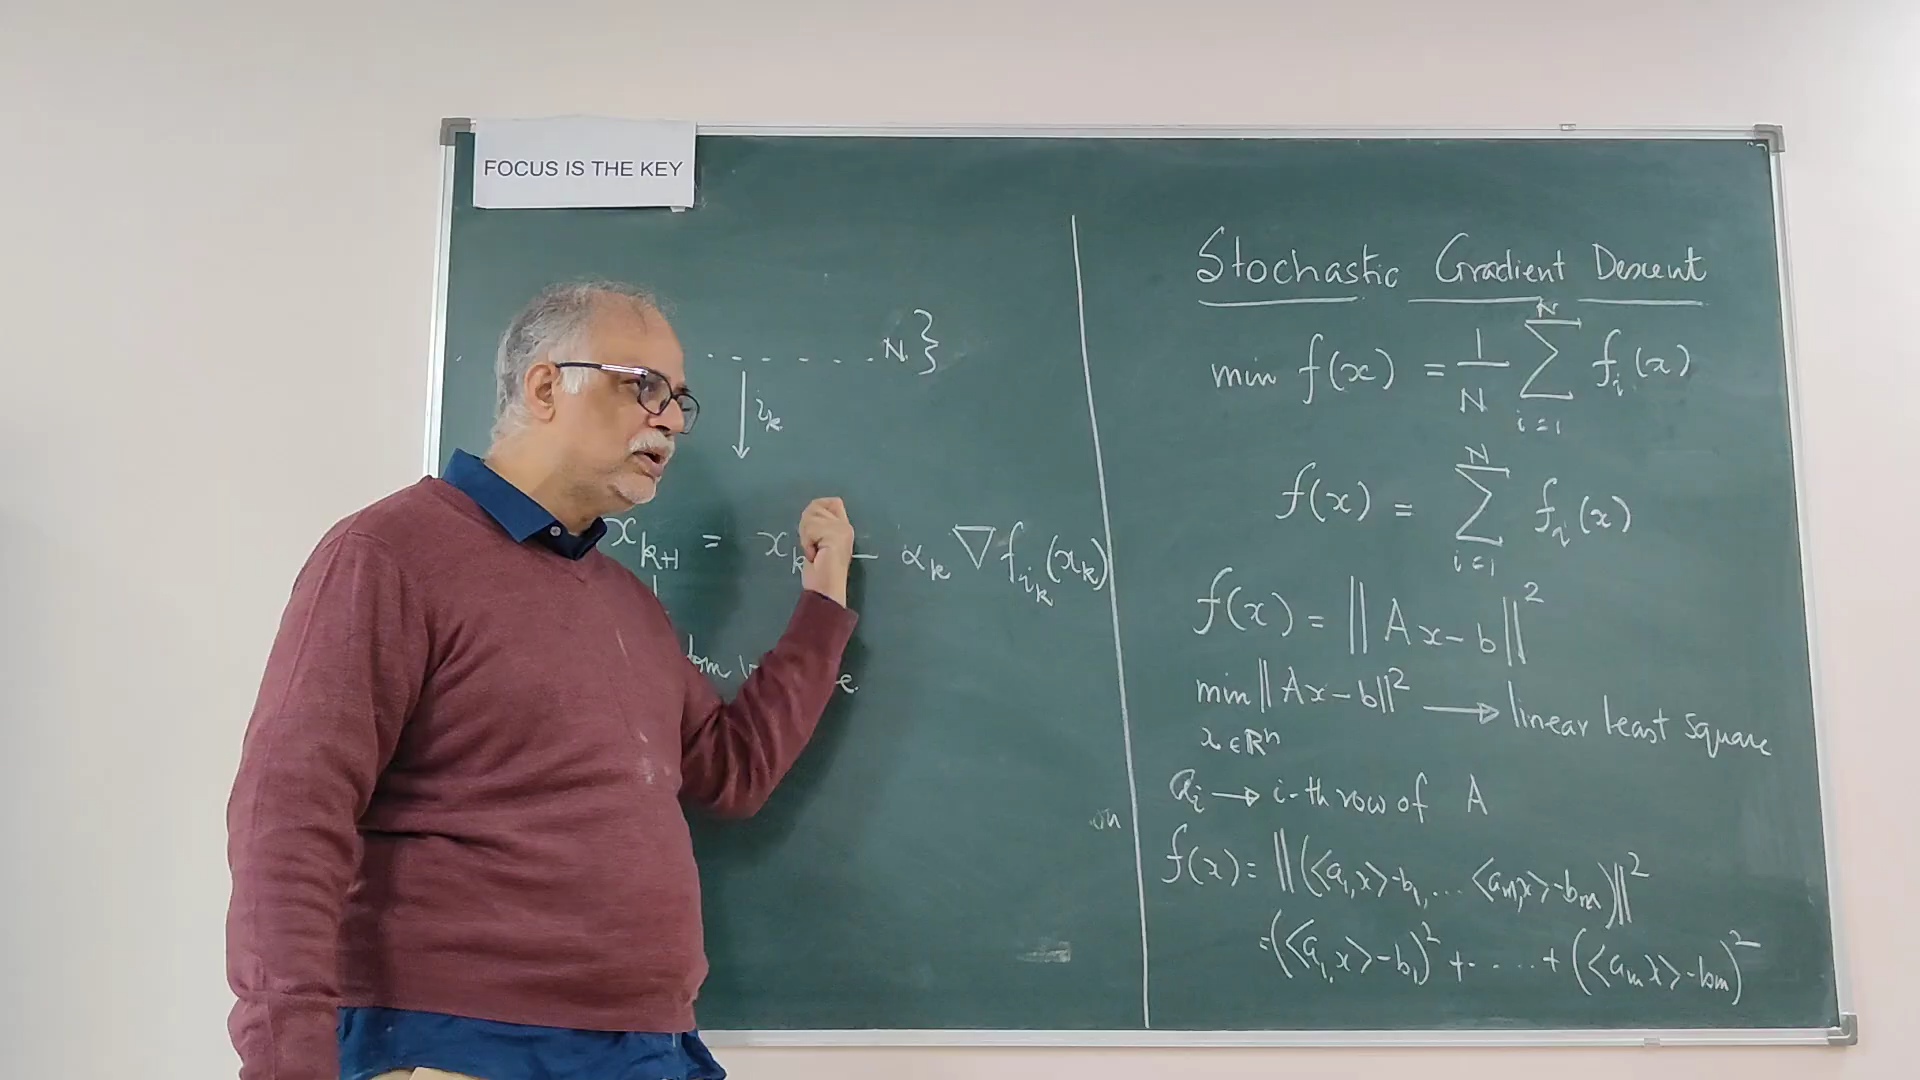 FOCUS IS THE KEY
. . . . . . . N }
↓ i_k
x_{k+1} = x_k − α_k ∇f_{i_k}(x_k)
Stochastic Gradient Descent
min f(x) = 1/N ∑_{i=1}^{N} f_i(x)
f(x) = ∑_{i=1}^{N} f_i(x)
f(x) = ||Ax − b||²
min ||Ax − b||² → linear least square
x ∈ ℝⁿ
a_i → i-th row of A
f(x) = ||(<a_1, x> − b_1, ... <a_m, x> − b_m)||²
= (<a_1, x> − b_1)² + ..... + (<a_m x> − b_m)²